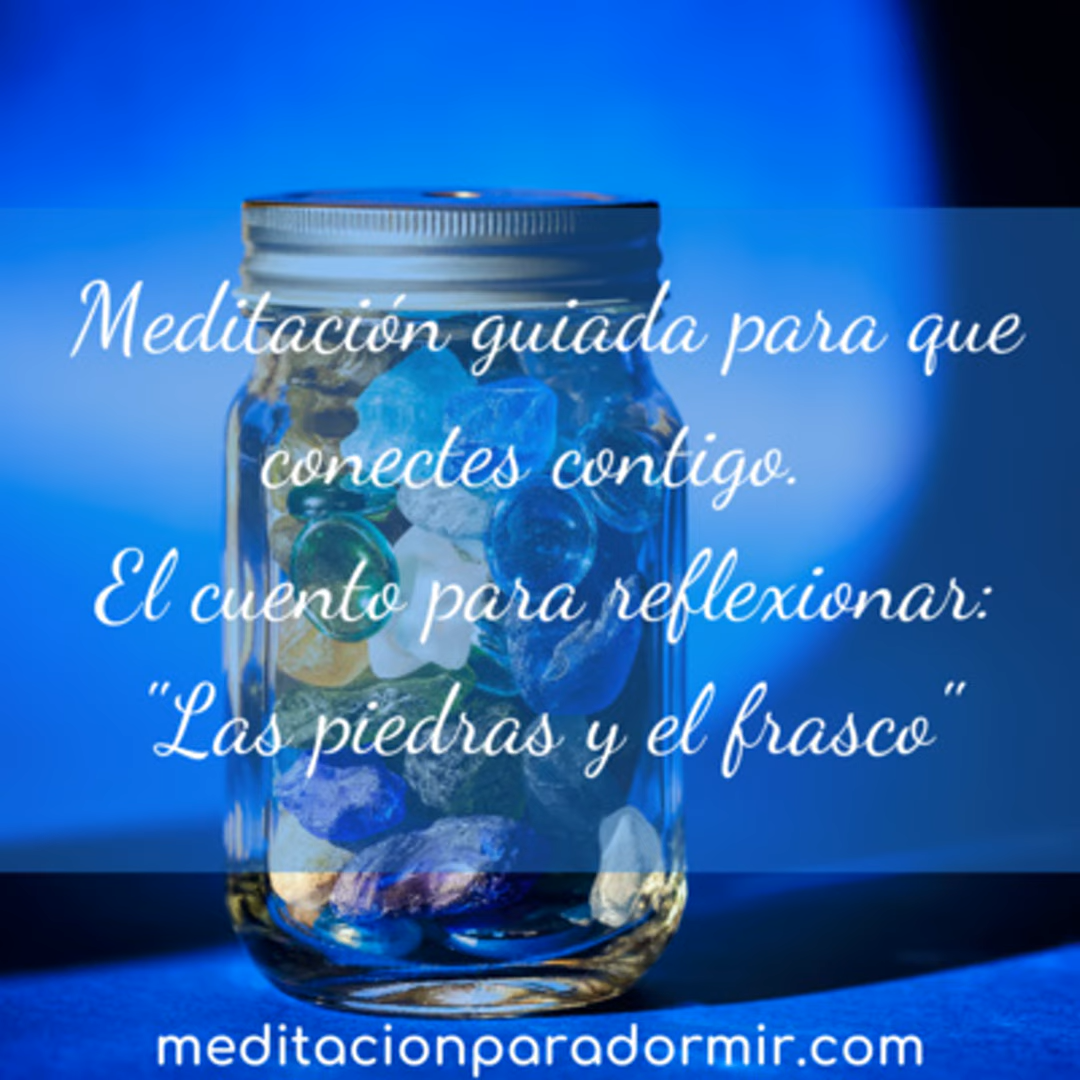 Meditación guiada para que
conectes contigo.
El cuento para reflexionar:
"Las piedras y el frasco"
meditacionparadormir.com